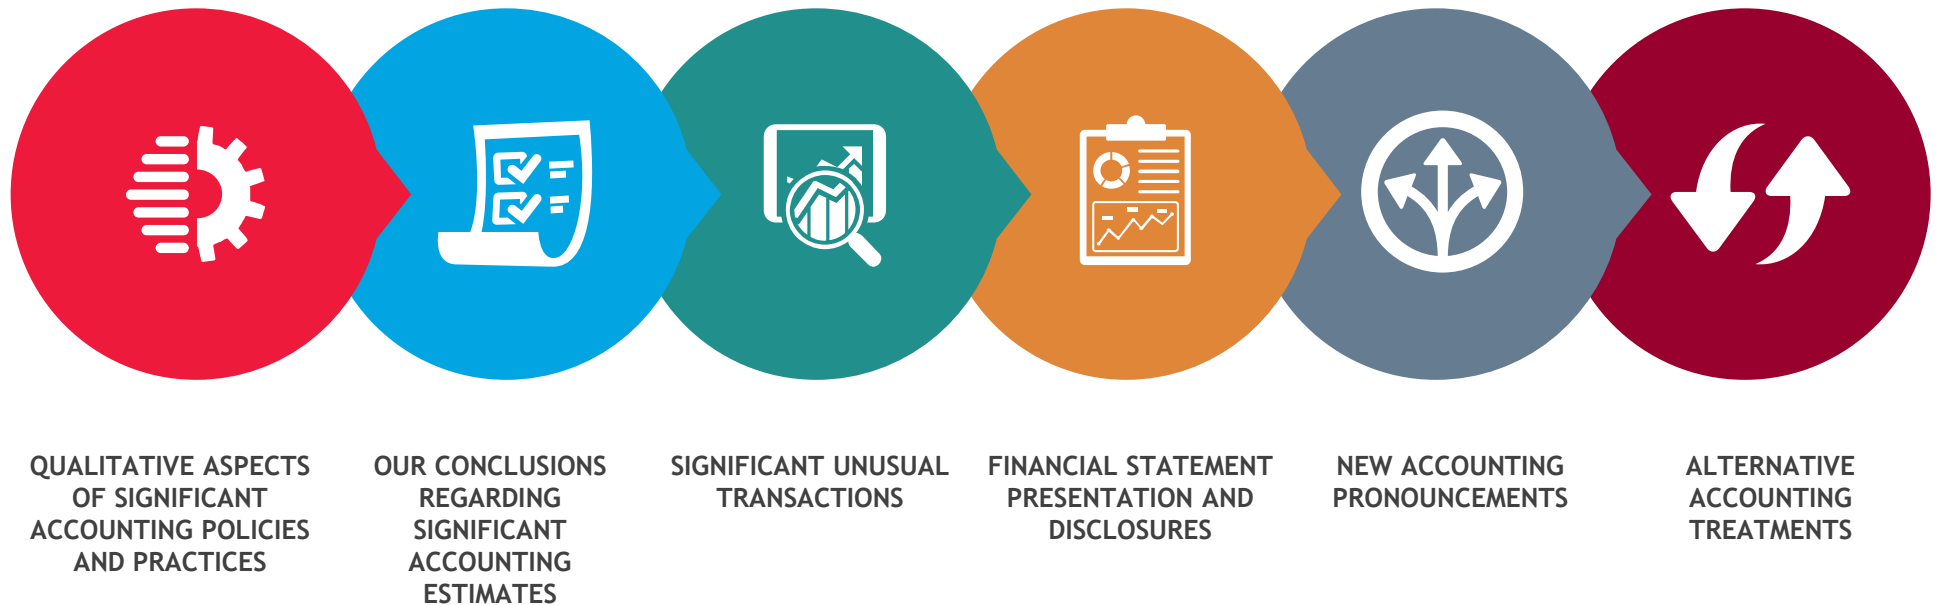 QUALITATIVE ASPECTS
OF SIGNIFICANT
ACCOUNTING POLICIES
AND PRACTICES
OUR CONCLUSIONS
REGARDING
SIGNIFICANT
ACCOUNTING
ESTIMATES
SIGNIFICANT UNUSUAL
TRANSACTIONS
FINANCIAL STATEMENT
PRESENTATION AND
DISCLOSURES
NEW ACCOUNTING
PRONOUNCEMENTS
ALTERNATIVE
ACCOUNTING
TREATMENTS